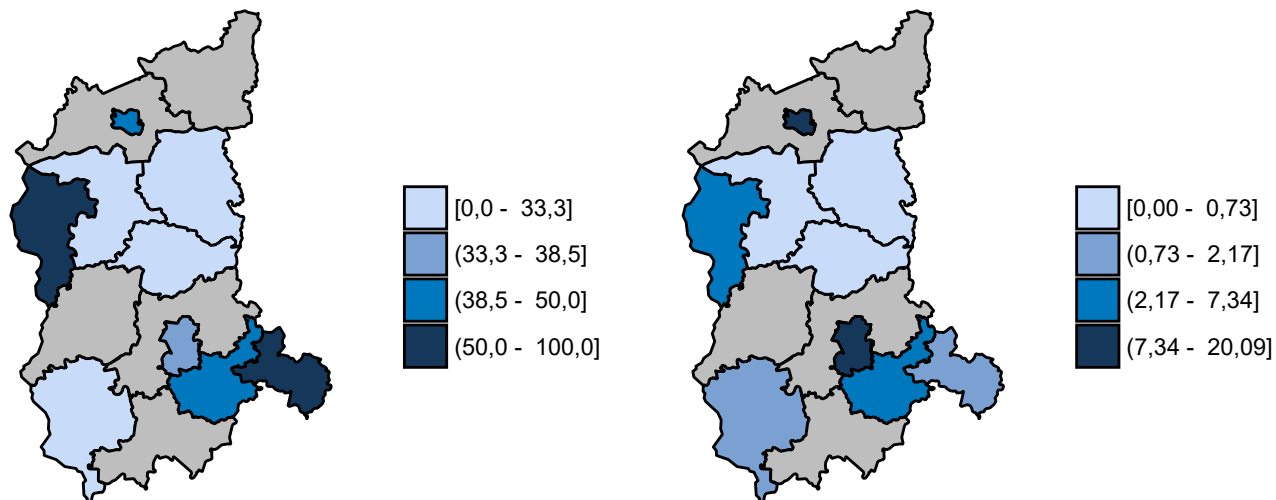 [0,0 - 33,3]
(33,3 - 38,5]
(38,5 - 50,0]
(50,0 - 100,0]
[0,00 - 0,73]
(0,73 - 2,17]
(2,17 - 7,34]
(7,34 - 20,09]